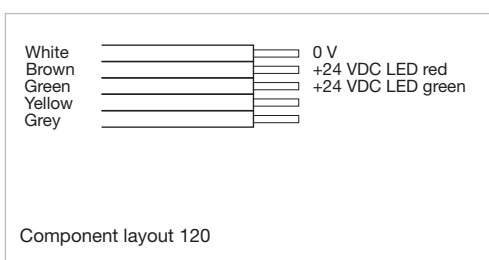 White 0 V
Brown +24 VDC LED red
Green +24 VDC LED green
Yellow
Grey
Component layout 120